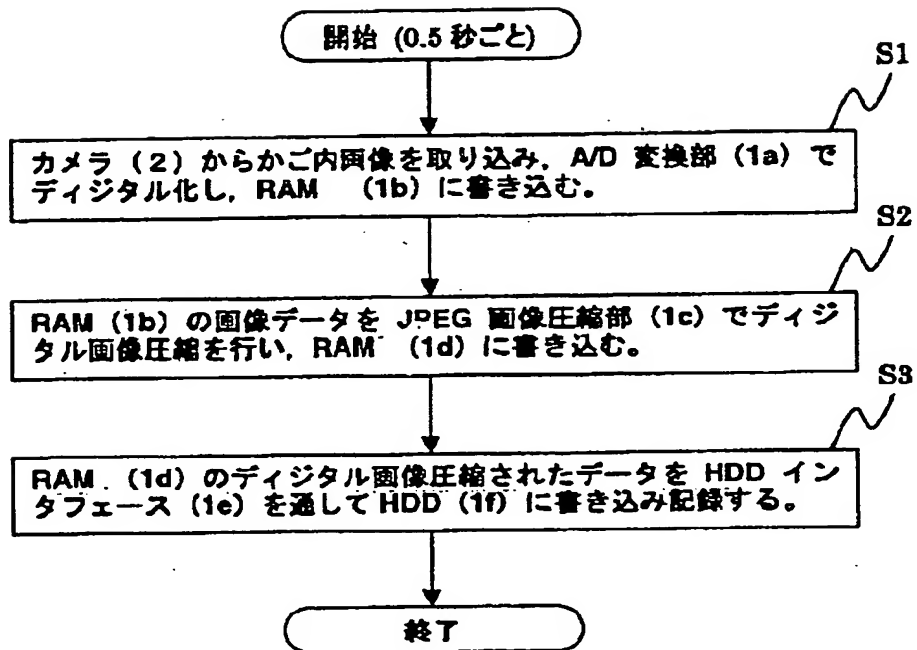 開始 (0.5 秒ごと)
S1
カメラ (2) からかご内画像を取り込み, A/D 変換部 (1a) で
ディジタル化し, RAM (1b) に書き込む。
S2
RAM (1b) の画像データを JPEG 画像圧縮部 (1c) でディジ
タル画像圧縮を行い, RAM (1d) に書き込む。
S3
RAM (1d) のディジタル画像圧縮されたデータを HDD イン
タフェース (1e) を通して HDD (1f) に書き込み記録する。
終了